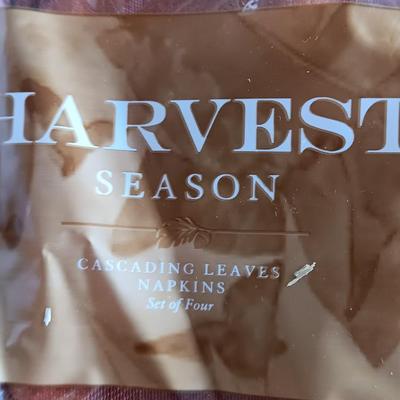 HARVEST
SEASON
CASCADING LEAVES
NAPKINS
Set of Four